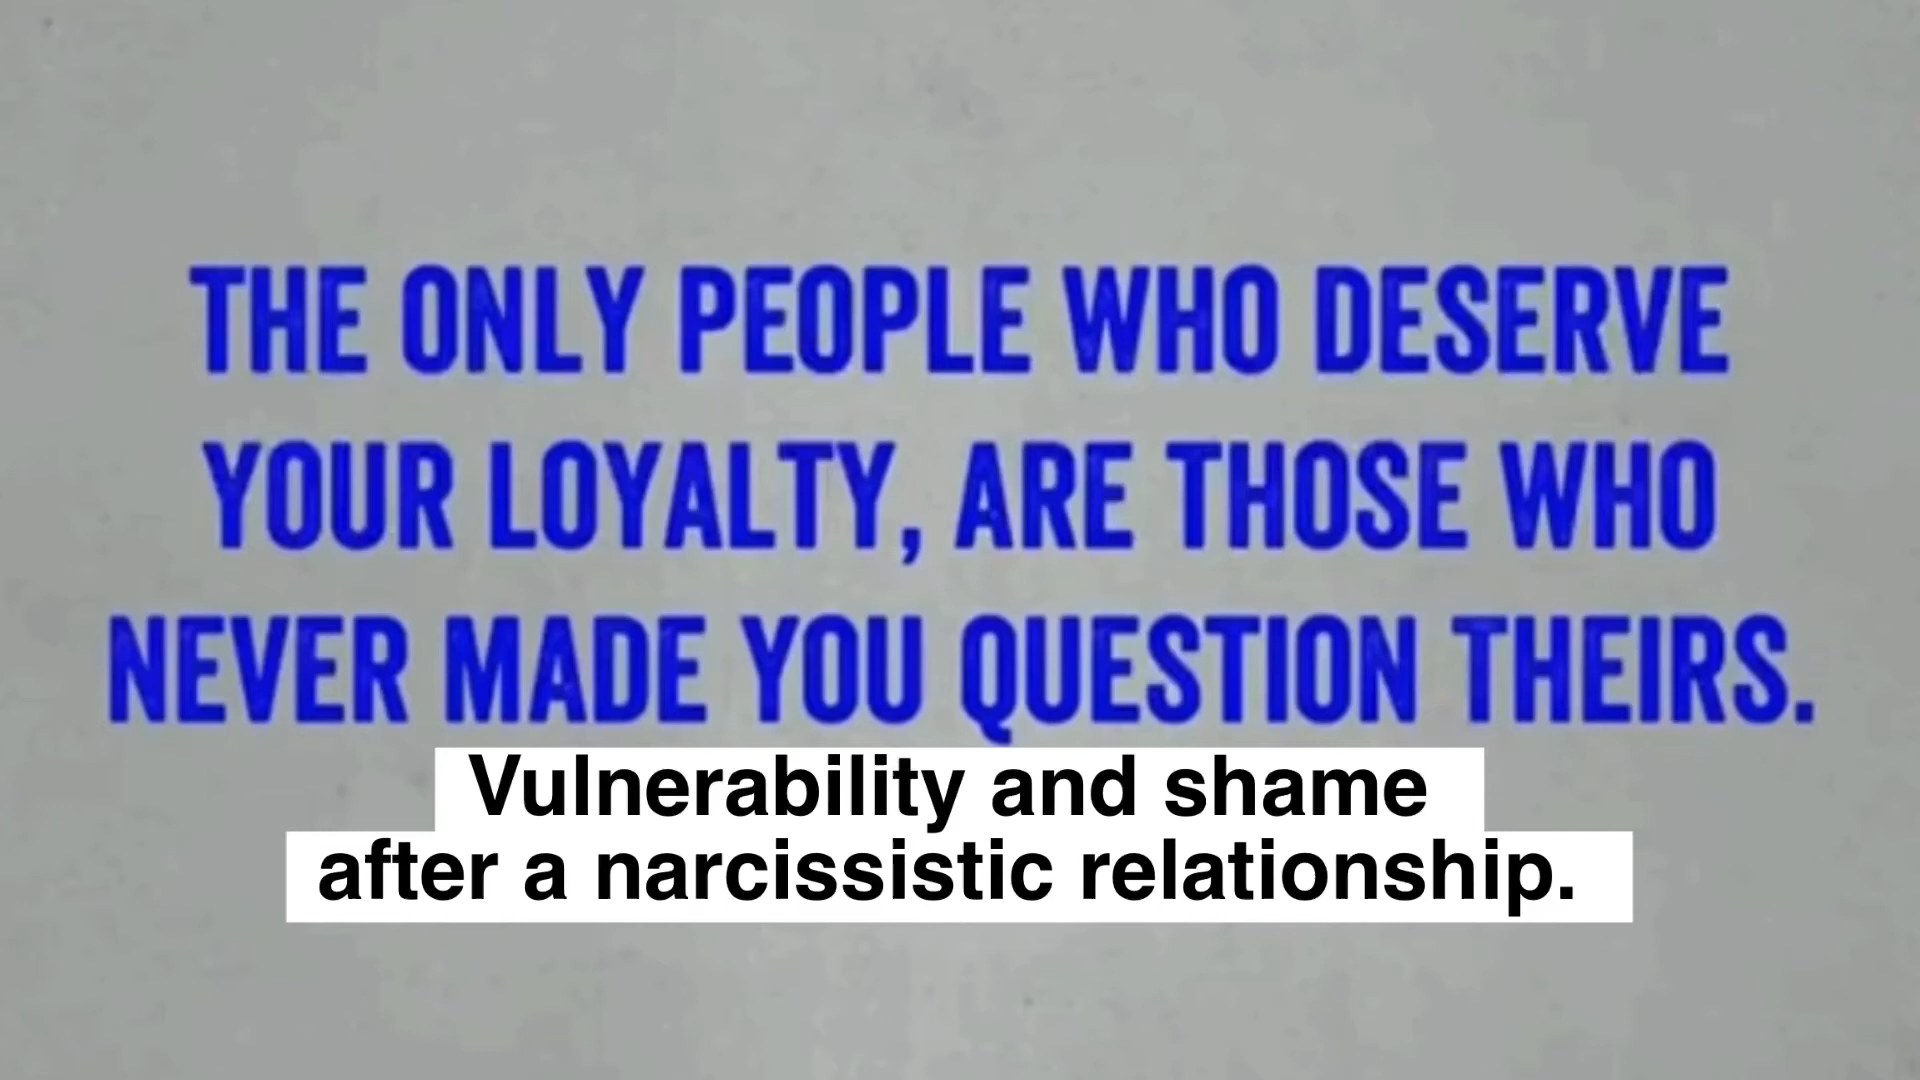 THE ONLY PEOPLE WHO DESERVE
YOUR LOYALTY, ARE THOSE WHO
NEVER MADE YOU QUESTION THEIRS.
Vulnerability and shame
after a narcissistic relationship.